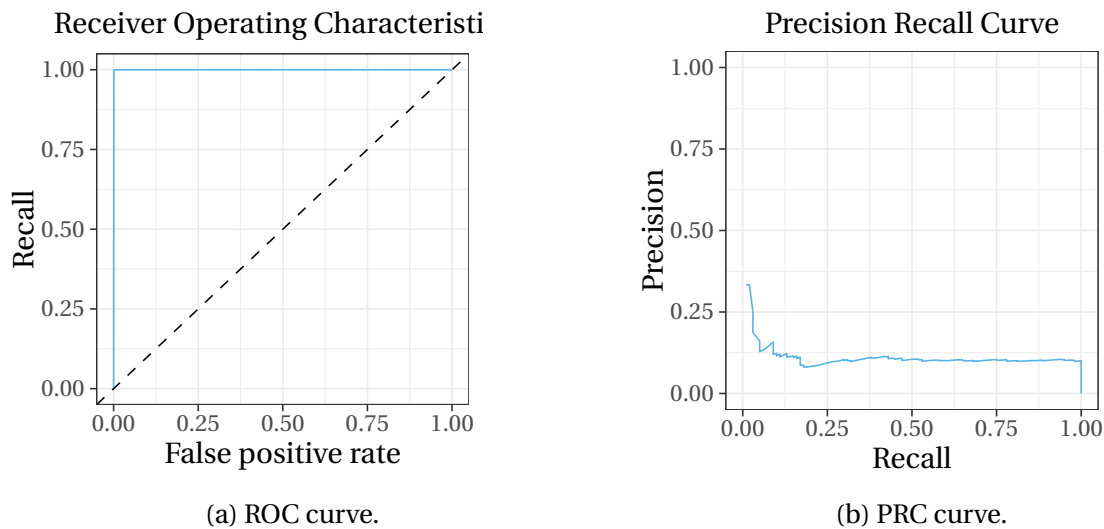 Receiver Operating Characteristi
1.00
0.75
0.50
0.25
0.00
Recall
0.00 0.25 0.50 0.75 1.00
False positive rate
(a) ROC curve.
Precision Recall Curve
1.00
0.75
0.50
0.25
0.00
Precision
0.00 0.25 0.50 0.75 1.00
Recall
(b) PRC curve.